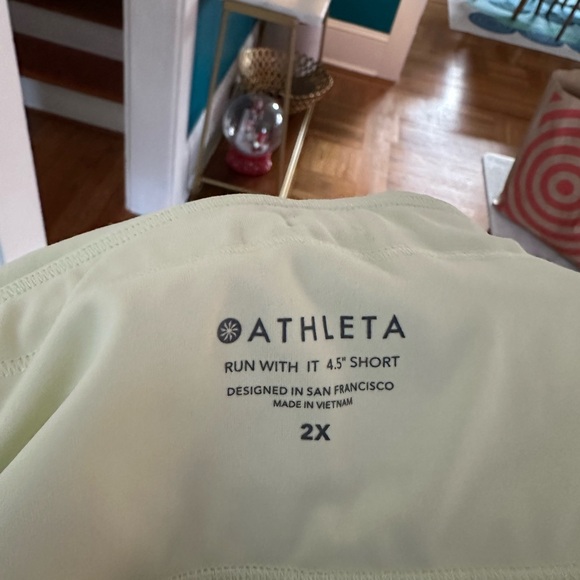 ATHLETA
RUN WITH IT 4.5" SHORT
DESIGNED IN SAN FRANCISCO
MADE IN VIETNAM
2X